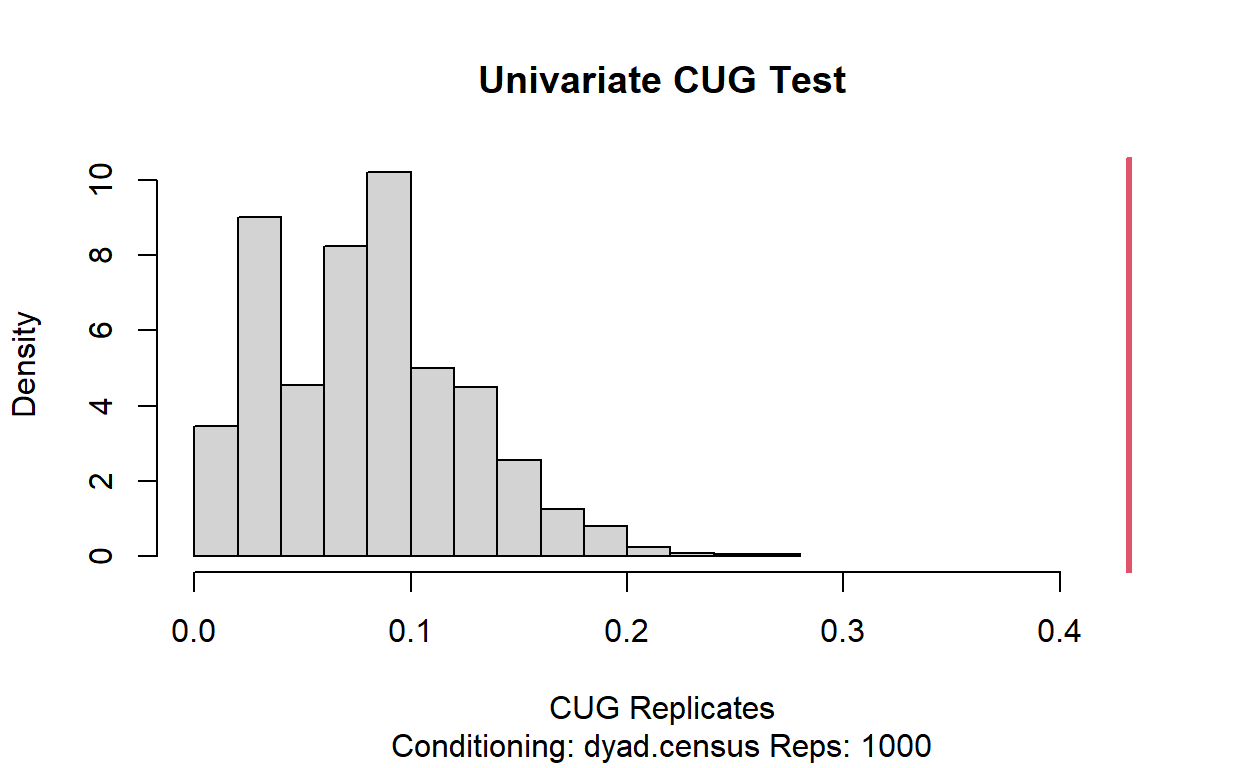 Univariate CUG Test
Density
10
8
6
4
2
0
0.0 0.1 0.2 0.3 0.4
CUG Replicates
Conditioning: dyad.census Reps: 1000